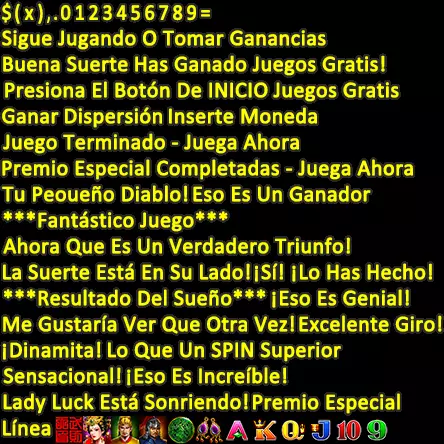 $(x),.0123456789=
Sigue Jugando O Tomar Ganancias
Buena Suerte Has Ganado Juegos Gratis!
Presiona El Botón De INICIO Juegos Gratis
Ganar Dispersión Inserte Moneda
Juego Terminado - Juega Ahora
Premio Especial Completadas - Juega Ahora
Tu Peoueño Diablo! Eso Es Un Ganador
***Fantástico Juego***
Ahora Que Es Un Verdadero Triunfo!
La Suerte Está En Su Lado! ¡Sí! ¡Lo Has Hecho!
***Resultado Del Sueño*** ¡Eso Es Genial!
Me Gustaría Ver Que Otra Vez! Excelente Giro!
¡Dinamita! Lo Que Un SPIN Superior
Sensacional! ¡Eso Es Increíble!
Lady Luck Está Sonriendo! Premio Especial
Línea A K Q J 10 9